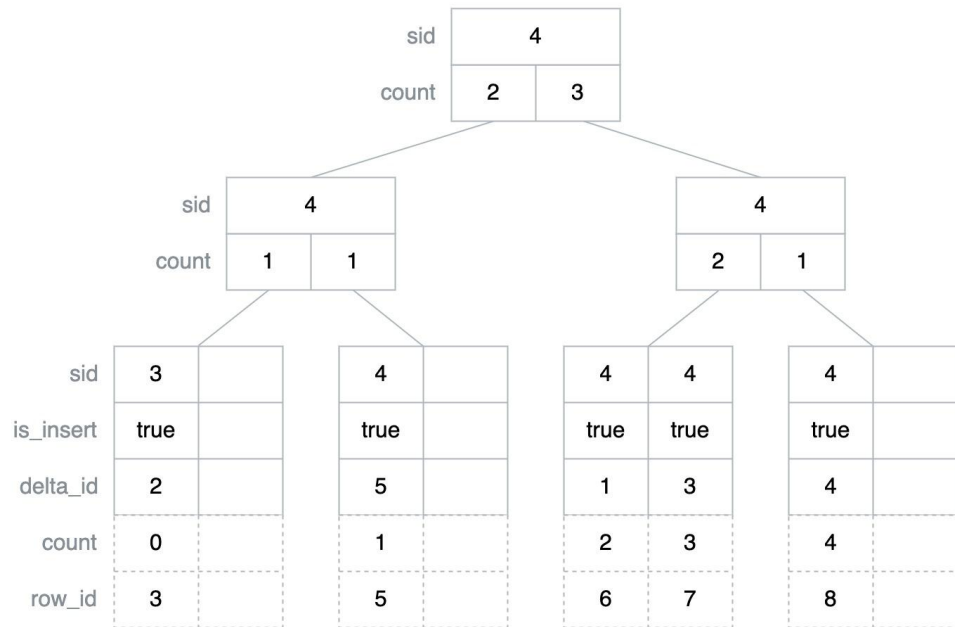 sid 4
count 2 3
sid 4 4
count 1 1 2 1
sid 3 4 4 4 4
is_insert true true true true true
delta_id 2 5 1 3 4
count 0 1 2 3 4
row_id 3 5 6 7 8